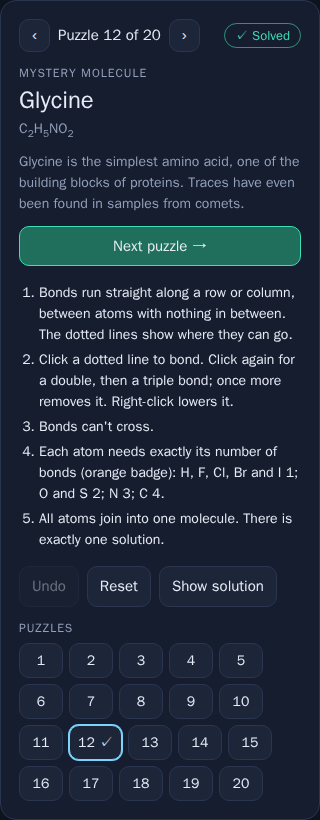 ‹ Puzzle 12 of 20 › ✓ Solved
MYSTERY MOLECULE
Glycine
C₂H₅NO₂
Glycine is the simplest amino acid, one of the
building blocks of proteins. Traces have even
been found in samples from comets.
Next puzzle →
1. Bonds run straight along a row or column,
between atoms with nothing in between.
The dotted lines show where they can go.
2. Click a dotted line to bond. Click again for
a double, then a triple bond; once more
removes it. Right-click lowers it.
3. Bonds can't cross.
4. Each atom needs exactly its number of
bonds (orange badge): H, F, Cl, Br and I 1;
O and S 2; N 3; C 4.
5. All atoms join into one molecule. There is
exactly one solution.
Undo Reset Show solution
PUZZLES
1 2 3 4 5
6 7 8 9 10
11 12 ✓ 13 14 15
16 17 18 19 20